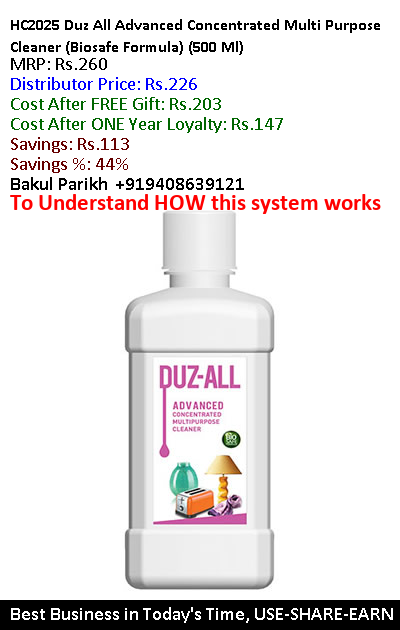 HC2025 Duz All Advanced Concentrated Multi Purpose
Cleaner (Biosafe Formula) (500 Ml)
MRP: Rs.260
Distributor Price: Rs.226
Cost After FREE Gift: Rs.203
Cost After ONE Year Loyalty: Rs.147
Savings: Rs.113
Savings %: 44%
Bakul Parikh +919408639121
To Understand HOW this system works
DUZ-ALL
ADVANCED
CONCENTRATED
MULTIPURPOSE
CLEANER
BIO
SAFE
Best Business in Today's Time, USE-SHARE-EARN